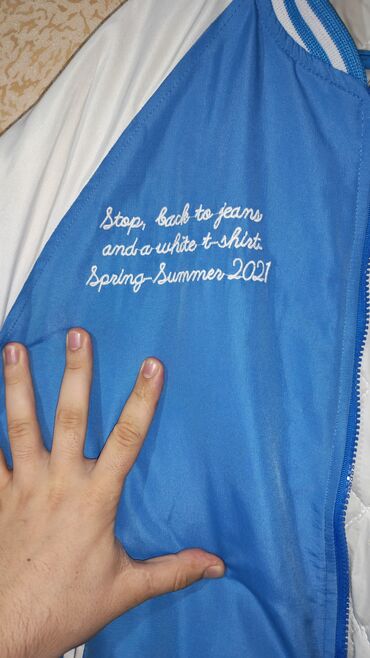 Stop, back to jeans
and a white t-shirt.
Spring-Summer 2021